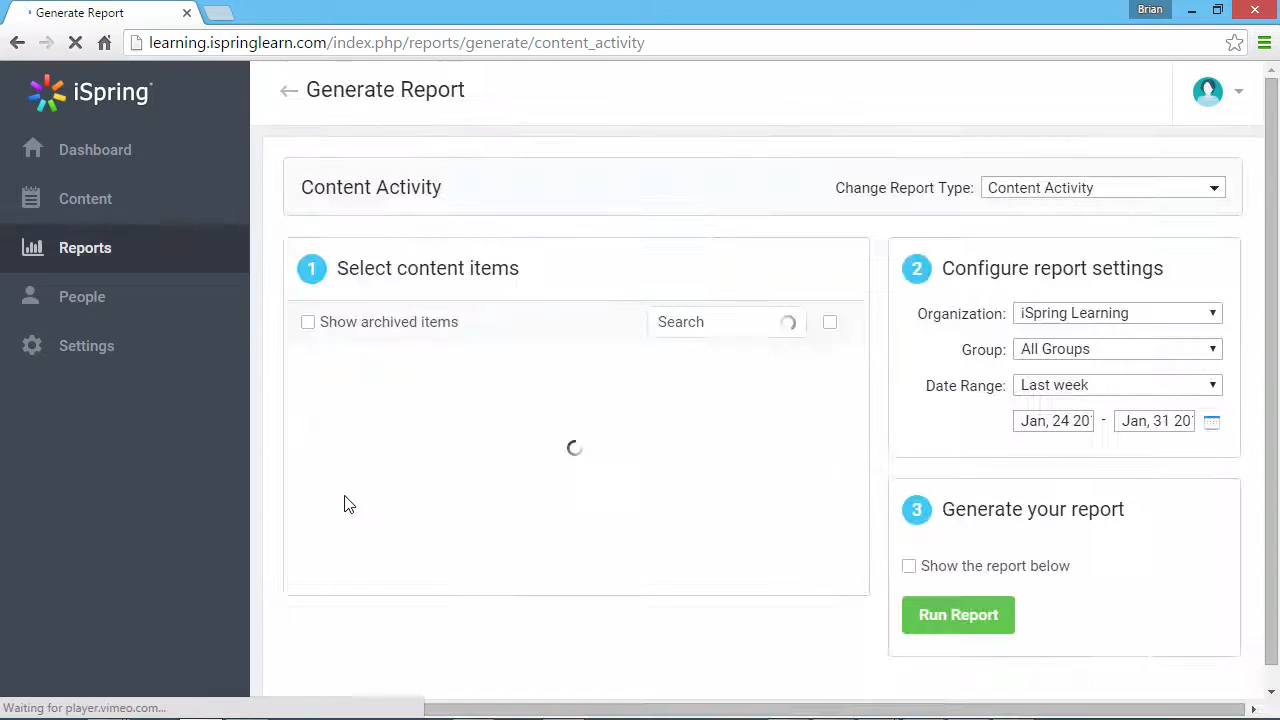 Generate Report
Brian
learning.ispringlearn.com/index.php/reports/generate/content_activity
iSpring
Generate Report
Dashboard
Content
Reports
People
Settings
Content Activity
Change Report Type: Content Activity
1 Select content items
Show archived items
Search
2 Configure report settings
Organization: iSpring Learning
Group: All Groups
Date Range: Last week
Jan, 24 20 - Jan, 31 20
3 Generate your report
Show the report below
Run Report
Waiting for player.vimeo.com...